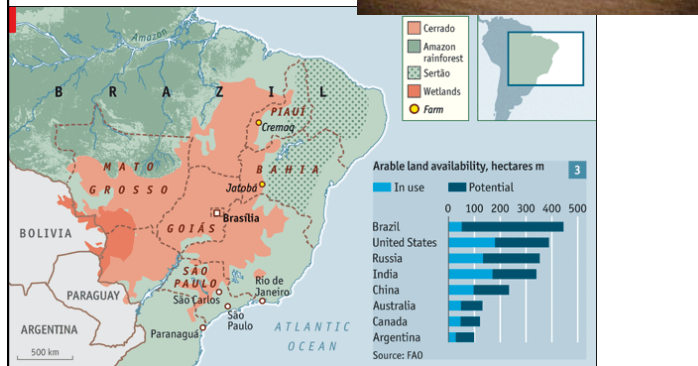 Cerrado
Amazon
rainforest
Sertão
Wetlands
Farm
Amazon
B R A Z I L
PIAUÍ
Cremaq
MATO
GROSSO
BAHIA
Jatobá
Brasília
GOIÁS
BOLIVIA
SÃO
PAULO
PARAGUAY
São Carlos
Rio de
Janeiro
São
Paulo
Paranaguá
ARGENTINA
ATLANTIC
OCEAN
500 km
Arable land availability, hectares m
3
In use Potential
0 100 200 300 400 500
Brazil
United States
Russia
India
China
Australia
Canada
Argentina
Source: FAO